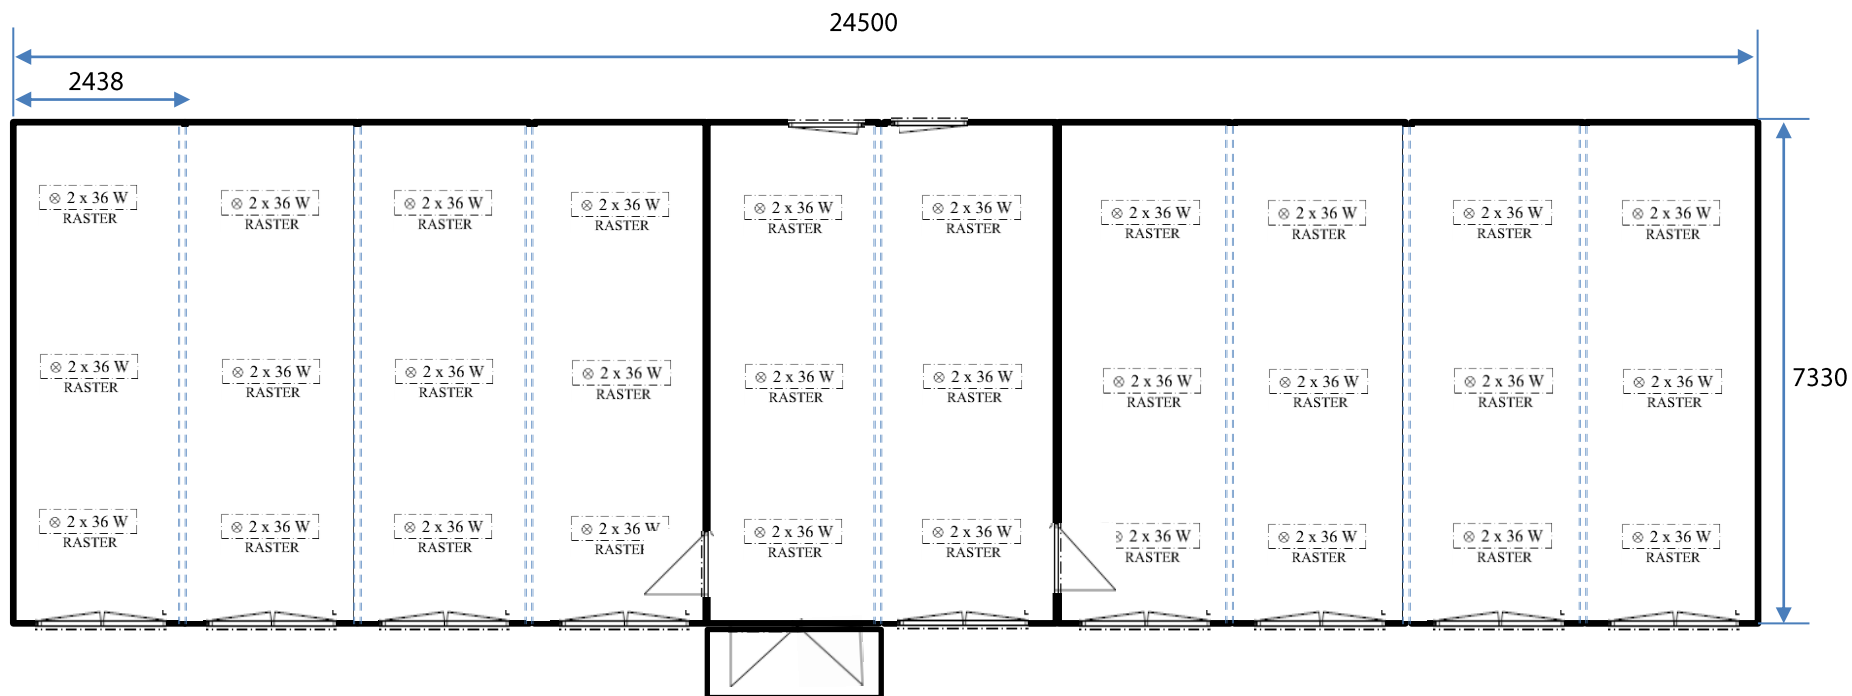 24500
2438
⊗ 2 x 36 W
RASTER
⊗ 2 x 36 W
RASTER
⊗ 2 x 36 W
RASTER
⊗ 2 x 36 W
RASTER
⊗ 2 x 36 W
RASTER
⊗ 2 x 36 W
RASTER
⊗ 2 x 36 W
RASTER
⊗ 2 x 36 W
RASTER
⊗ 2 x 36 W
RASTER
⊗ 2 x 36 W
RASTER
⊗ 2 x 36 W
RASTER
⊗ 2 x 36 W
RASTER
⊗ 2 x 36 W
RASTER
⊗ 2 x 36 W
RASTER
⊗ 2 x 36 W
RASTER
⊗ 2 x 36 W
RASTER
⊗ 2 x 36 W
RASTER
⊗ 2 x 36 W
RASTER
⊗ 2 x 36 W
RASTER
⊗ 2 x 36 W
RASTER
7330
⊗ 2 x 36 W
RASTER
⊗ 2 x 36 W
RASTER
⊗ 2 x 36 W
RASTER
⊗ 2 x 36 W
RASTER
⊗ 2 x 36 W
RASTER
⊗ 2 x 36 W
RASTER
⊗ 2 x 36 W
RASTER
⊗ 2 x 36 W
RASTER
⊗ 2 x 36 W
RASTER
⊗ 2 x 36 W
RASTER